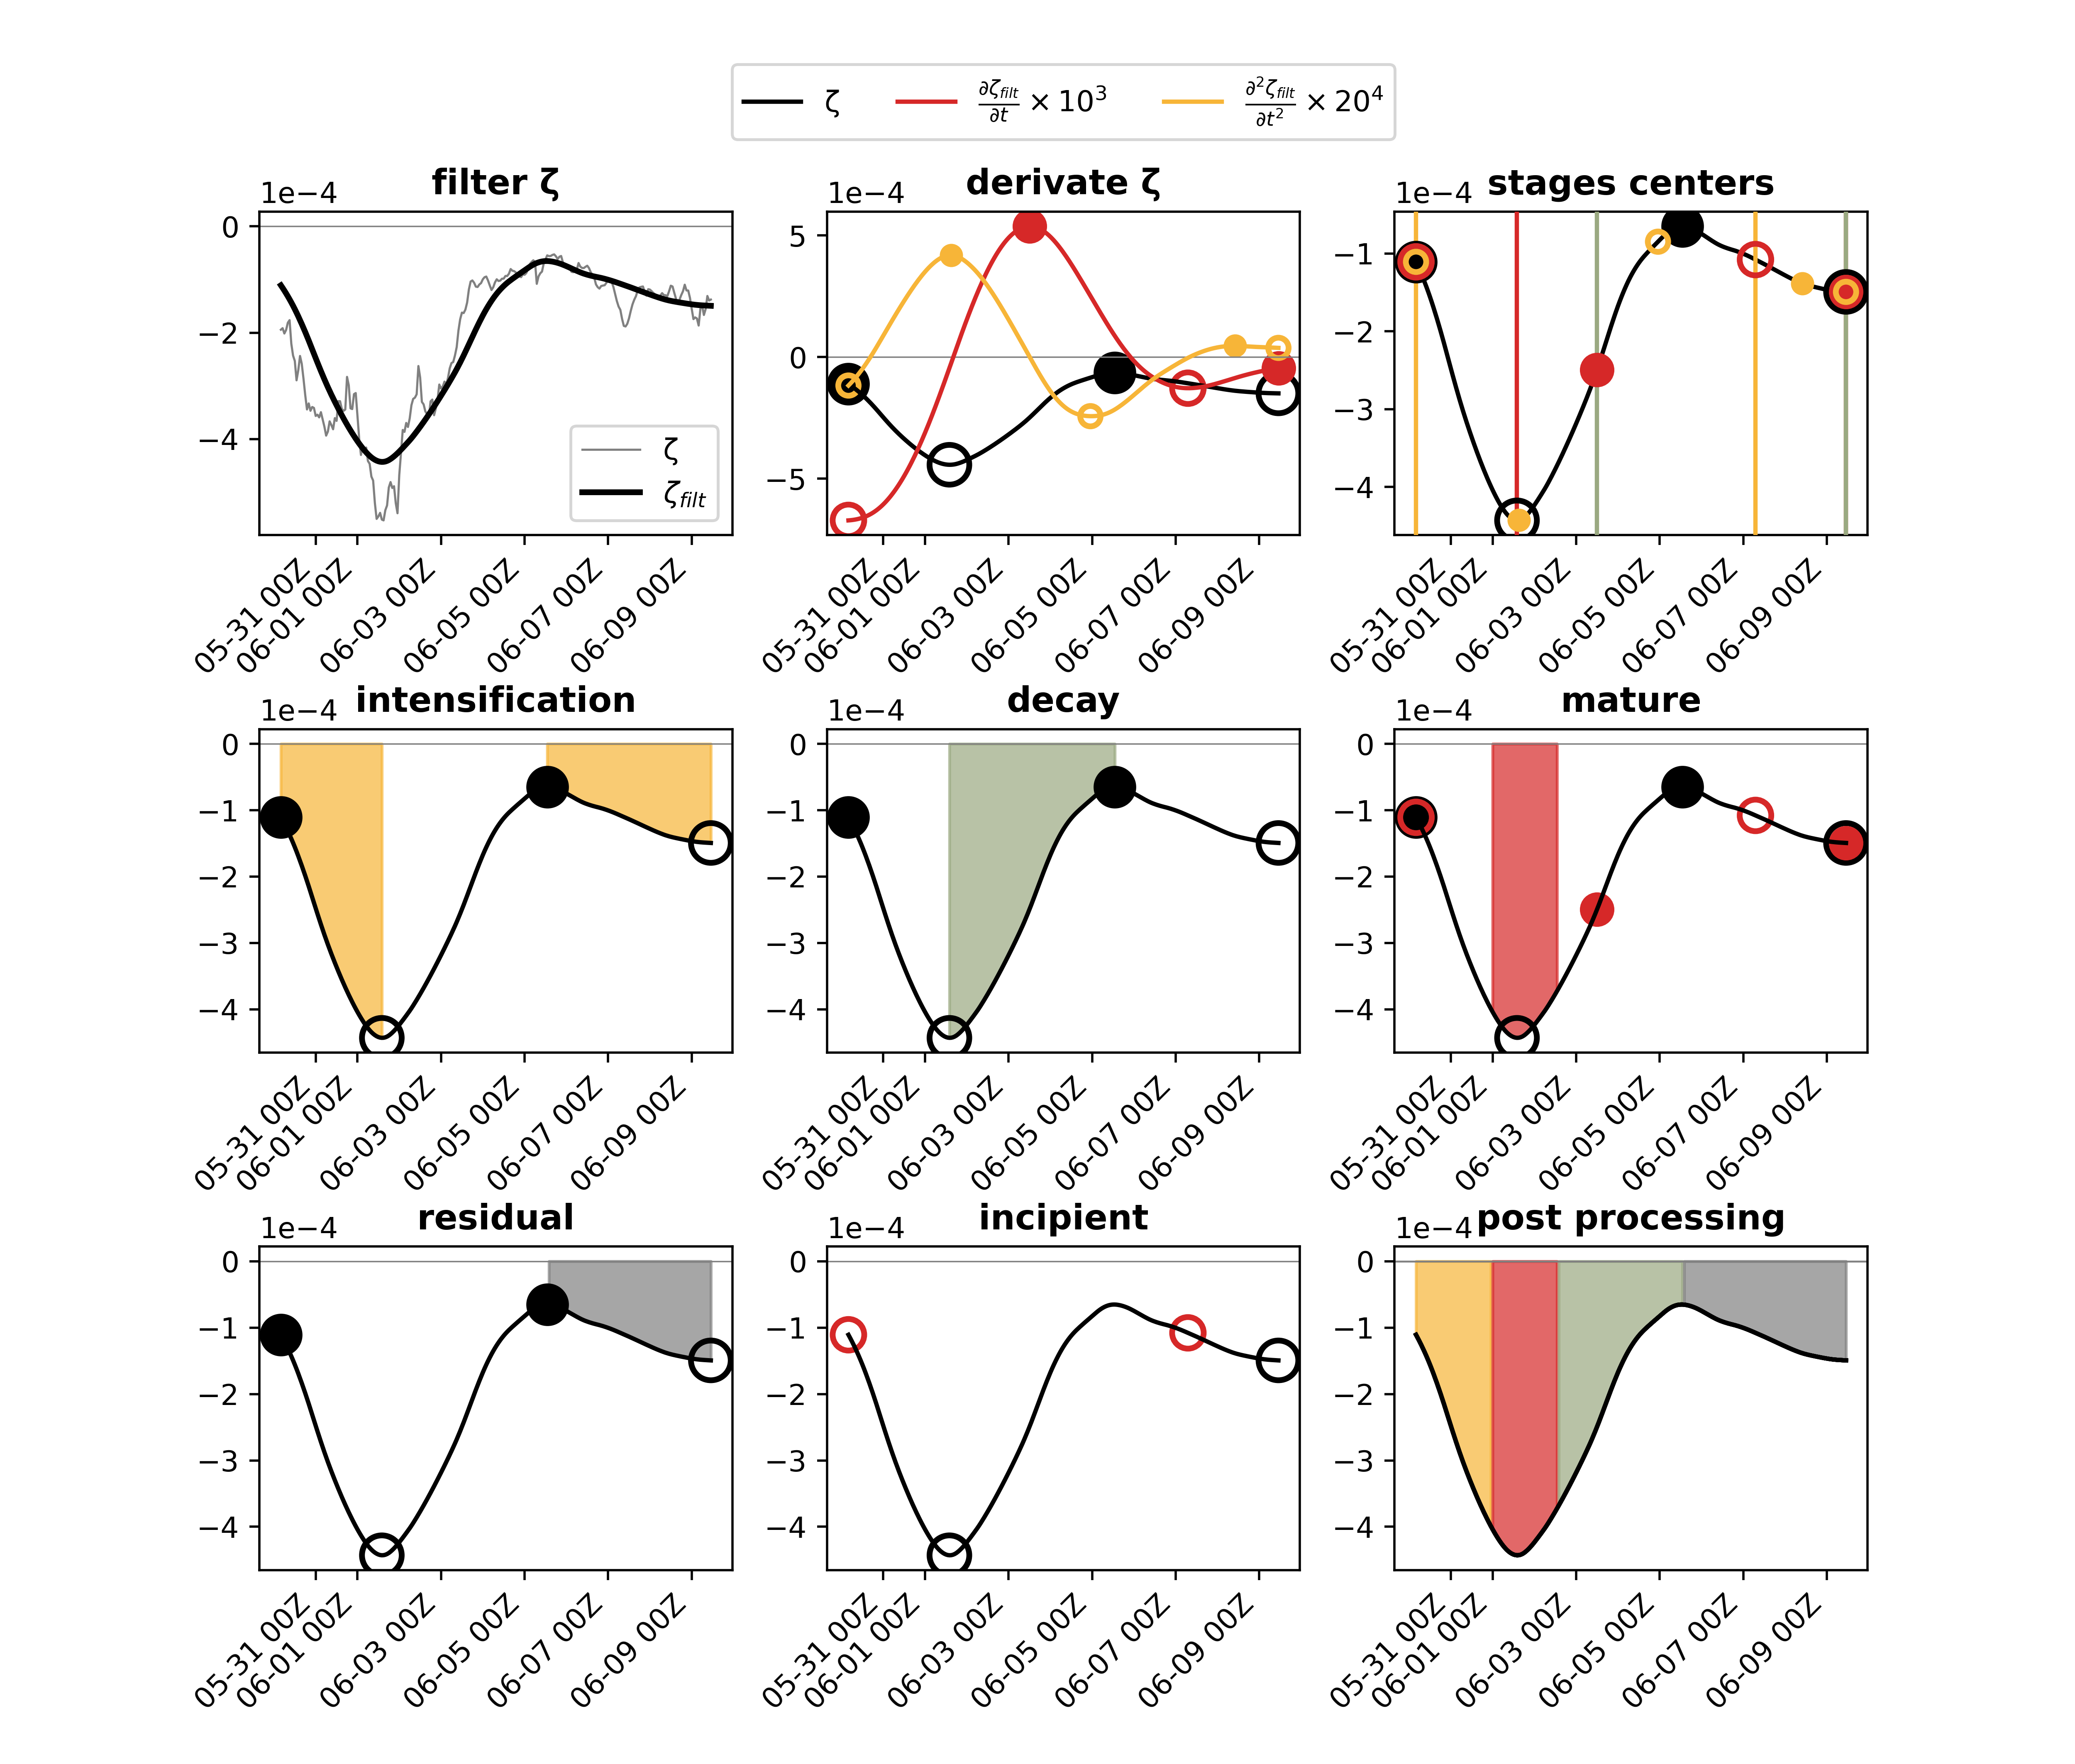 ζ ∂ζ_filt/∂t × 10³ ∂²ζ_filt/∂t² × 20⁴
1e−4 filter ζ
0
−2
−4
ζ
ζ_filt
05-31 00Z
06-01 00Z
06-03 00Z
06-05 00Z
06-07 00Z
06-09 00Z
1e−4 derivate ζ
5
0
−5
05-31 00Z
06-01 00Z
06-03 00Z
06-05 00Z
06-07 00Z
06-09 00Z
1e−4 stages centers
−1
−2
−3
−4
05-31 00Z
06-01 00Z
06-03 00Z
06-05 00Z
06-07 00Z
06-09 00Z
1e−4 intensification
0
−1
−2
−3
−4
05-31 00Z
06-01 00Z
06-03 00Z
06-05 00Z
06-07 00Z
06-09 00Z
1e−4 decay
0
−1
−2
−3
−4
05-31 00Z
06-01 00Z
06-03 00Z
06-05 00Z
06-07 00Z
06-09 00Z
1e−4 mature
0
−1
−2
−3
−4
05-31 00Z
06-01 00Z
06-03 00Z
06-05 00Z
06-07 00Z
06-09 00Z
1e−4 residual
0
−1
−2
−3
−4
05-31 00Z
06-01 00Z
06-03 00Z
06-05 00Z
06-07 00Z
06-09 00Z
1e−4 incipient
0
−1
−2
−3
−4
05-31 00Z
06-01 00Z
06-03 00Z
06-05 00Z
06-07 00Z
06-09 00Z
1e−4 post processing
0
−1
−2
−3
−4
05-31 00Z
06-01 00Z
06-03 00Z
06-05 00Z
06-07 00Z
06-09 00Z